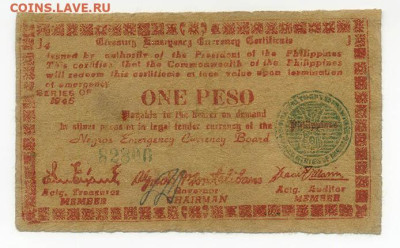 COINS.LAVE.RU
Treasury Emergency Currency Certificate
Issued by authority of the President of the Philippines
This certifies that the Commonwealth of the Philippines
will redeem this certificate at face value upon termination
of emergency
SERIES OF
1945
ONE PESO
Payable to the bearer on demand
in silver pesos or in legal tender currency of the Philippines
Negros Emergency Currency Board
Actg. Treasurer Governor Actg. Auditor
MEMBER CHAIRMAN MEMBER